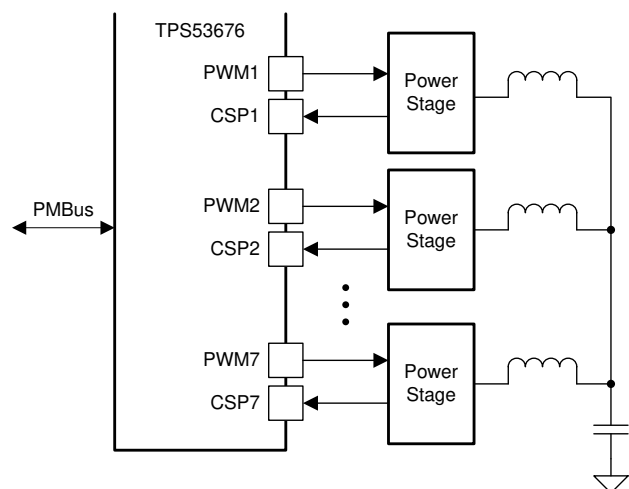 TPS53676
PWM1
CSP1
Power
Stage
PMBus
PWM2
CSP2
Power
Stage
PWM7
CSP7
Power
Stage